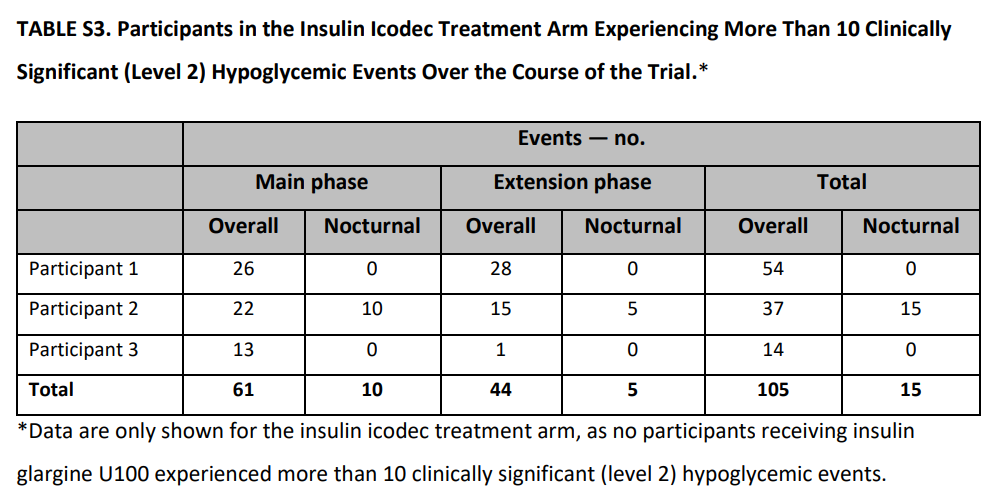 TABLE S3. Participants in the Insulin Icodec Treatment Arm Experiencing More Than 10 Clinically
Significant (Level 2) Hypoglycemic Events Over the Course of the Trial.*
Events — no.
Main phase Extension phase Total
Overall Nocturnal Overall Nocturnal Overall Nocturnal
Participant 1 26 0 28 0 54 0
Participant 2 22 10 15 5 37 15
Participant 3 13 0 1 0 14 0
Total 61 10 44 5 105 15
*Data are only shown for the insulin icodec treatment arm, as no participants receiving insulin
glargine U100 experienced more than 10 clinically significant (level 2) hypoglycemic events.